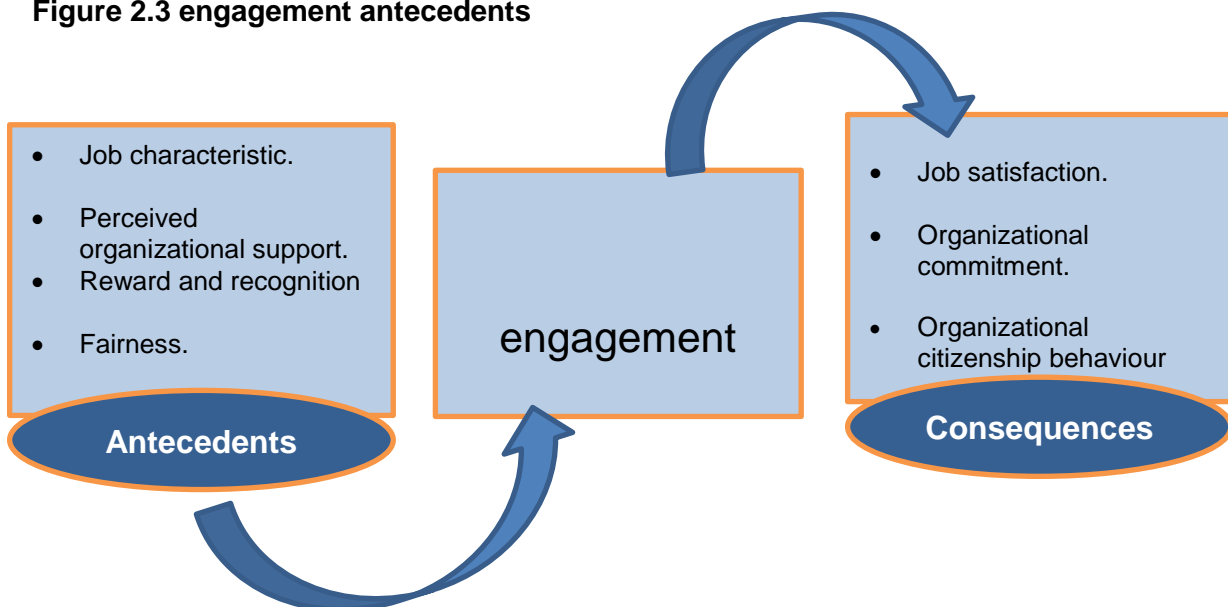 Figure 2.3 engagement antecedents
• Job characteristic.
• Perceived
organizational support.
• Reward and recognition
• Fairness.
Antecedents
engagement
• Job satisfaction.
• Organizational
commitment.
• Organizational
citizenship behaviour
Consequences